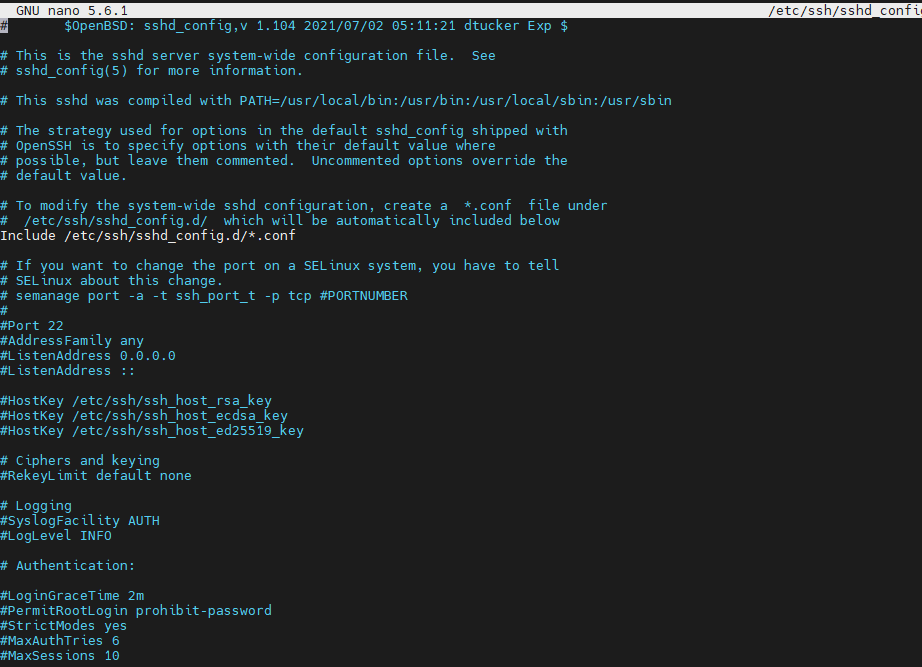 GNU nano 5.6.1 /etc/ssh/sshd_config
#       $OpenBSD: sshd_config,v 1.104 2021/07/02 05:11:21 dtucker Exp $
# This is the sshd server system-wide configuration file.  See
# sshd_config(5) for more information.
# This sshd was compiled with PATH=/usr/local/bin:/usr/bin:/usr/local/sbin:/usr/sbin
# The strategy used for options in the default sshd_config shipped with
# OpenSSH is to specify options with their default value where
# possible, but leave them commented.  Uncommented options override the
# default value.
# To modify the system-wide sshd configuration, create a  *.conf  file under
#  /etc/ssh/sshd_config.d/  which will be automatically included below
Include /etc/ssh/sshd_config.d/*.conf
# If you want to change the port on a SELinux system, you have to tell
# SELinux about this change.
# semanage port -a -t ssh_port_t -p tcp #PORTNUMBER
#
#Port 22
#AddressFamily any
#ListenAddress 0.0.0.0
#ListenAddress ::
#HostKey /etc/ssh/ssh_host_rsa_key
#HostKey /etc/ssh/ssh_host_ecdsa_key
#HostKey /etc/ssh/ssh_host_ed25519_key
# Ciphers and keying
#RekeyLimit default none
# Logging
#SyslogFacility AUTH
#LogLevel INFO
# Authentication:
#LoginGraceTime 2m
#PermitRootLogin prohibit-password
#StrictModes yes
#MaxAuthTries 6
#MaxSessions 10